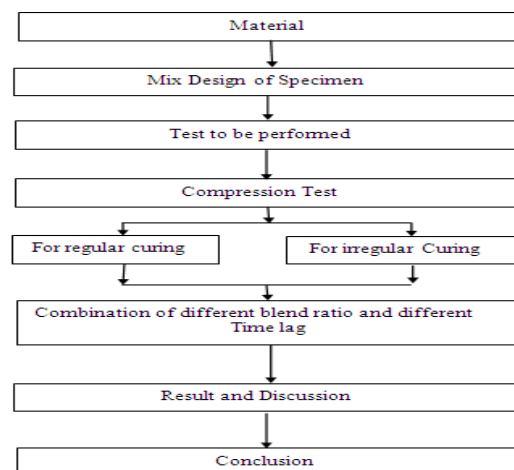 Material
Mix Design of Specimen
Test to be performed
Compression Test
For regular curing
For irregular Curing
Combination of different blend ratio and different
Time lag
Result and Discussion
Conclusion